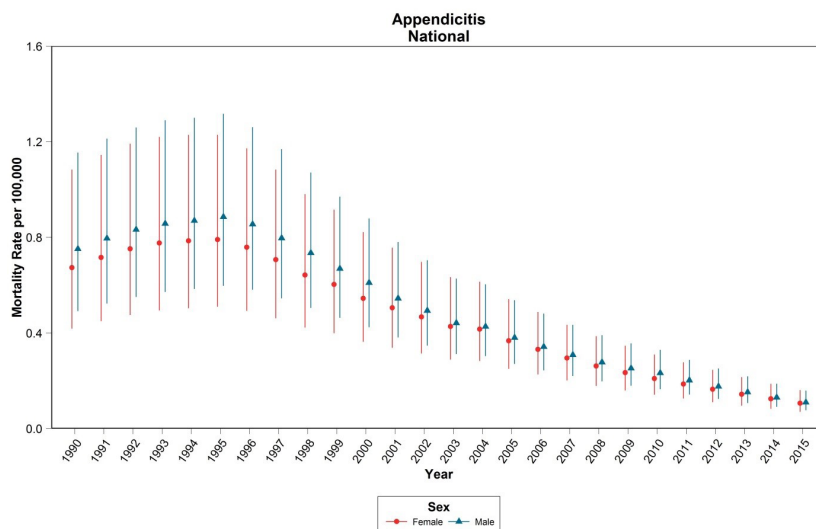 Appendicitis
National
Mortality Rate per 100,000
1.6
1.2
0.8
0.4
0.0
1990 1991 1992 1993 1994 1995 1996 1997 1998 1999 2000 2001 2002 2003 2004 2005 2006 2007 2008 2009 2010 2011 2012 2013 2014 2015
Year
Sex
Female Male